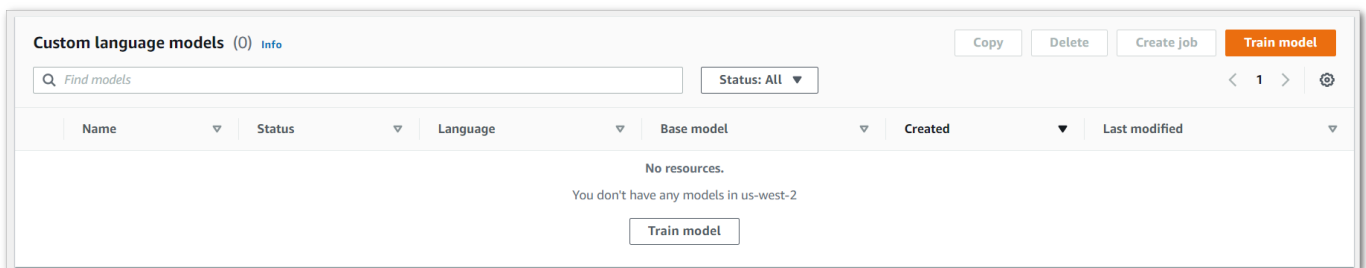 Custom language models (0) Info
Copy Delete Create job Train model
Find models
Status: All
1
Name Status Language Base model Created Last modified
No resources.
You don't have any models in us-west-2
Train model